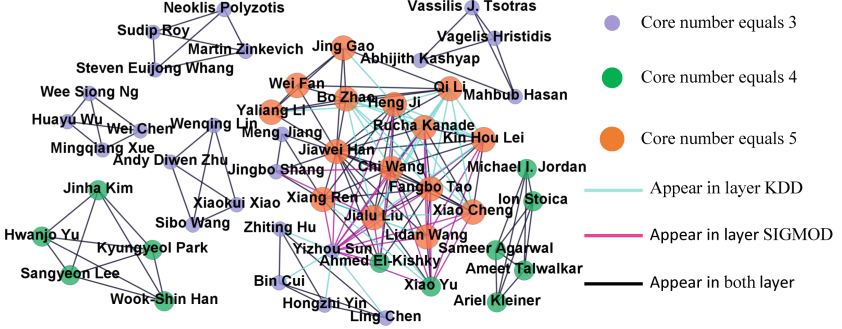 Neoklis Polyzotis
Sudip Roy
Martin Zinkevich
Steven Euijong Whang
Wee Siong Ng
Huayu Wu
Wei Chen
Mingqiang Xue
Wenqing Lin
Andy Diwen Zhu
Xiaokui Xiao
Sibo Wang
Jinha Kim
Hwanjo Yu
Kyungyeol Park
Sangyeon Lee
Wook-Shin Han
Vassilis J. Tsotras
Vagelis Hristidis
Abhijith Kashyap
Mahbub Hasan
Jing Gao
Wei Fan
Bo Zhao
Heng Ji
Qi Li
Yaliang Li
Rucha Kanade
Kin Hou Lei
Meng Jiang
Jiawei Han
Chi Wang
Jingbo Shang
Fangbo Tao
Xiang Ren
Jialu Liu
Xiao Cheng
Lidan Wang
Zhiting Hu
Yizhou Sun
Ahmed El-Kishky
Xiao Yu
Bin Cui
Hongzhi Yin
Ling Chen
Michael I. Jordan
Ion Stoica
Sameer Agarwal
Ameet Talwalkar
Ariel Kleiner
Core number equals 3
Core number equals 4
Core number equals 5
Appear in layer KDD
Appear in layer SIGMOD
Appear in both layer